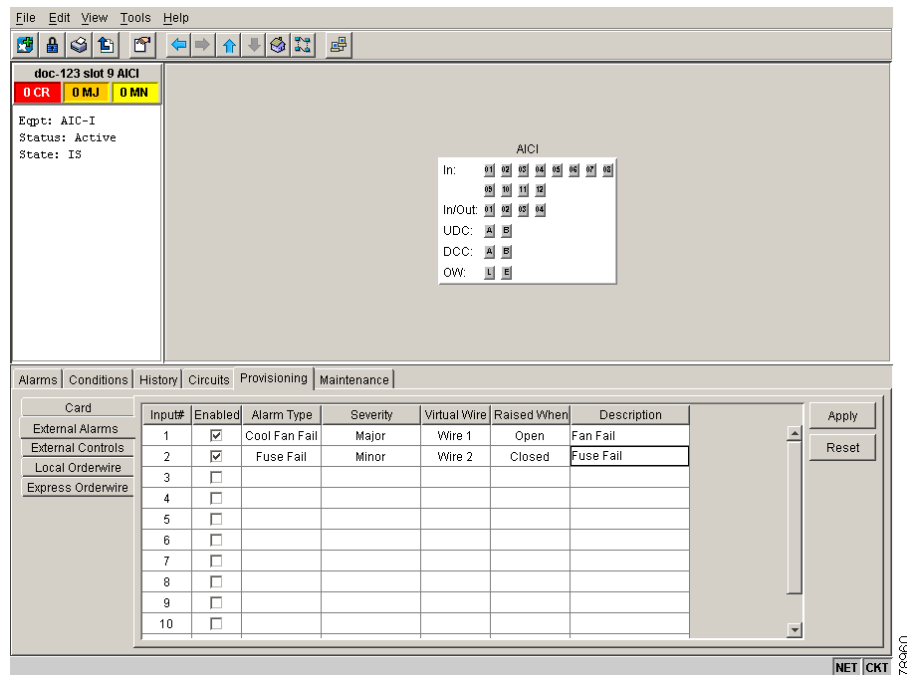 File Edit View Tools Help
doc-123 slot 9 AICI
0 CR 0 MJ 0 MN
Eqpt: AIC-I
Status: Active
State: IS
AICI
In: 01 02 03 04 05 06 07 08
09 10 11 12
In/Out: 01 02 03 04
UDC: A B
DCC: A B
OW: L E
Alarms Conditions History Circuits Provisioning Maintenance
Card
External Alarms
External Controls
Local Orderwire
Express Orderwire
Input# Enabled Alarm Type Severity Virtual Wire Raised When Description
1 Cool Fan Fail Major Wire 1 Open Fan Fail
2 Fuse Fail Minor Wire 2 Closed Fuse Fail
3
4
5
6
7
8
9
10
Apply
Reset
NET CKT
78960